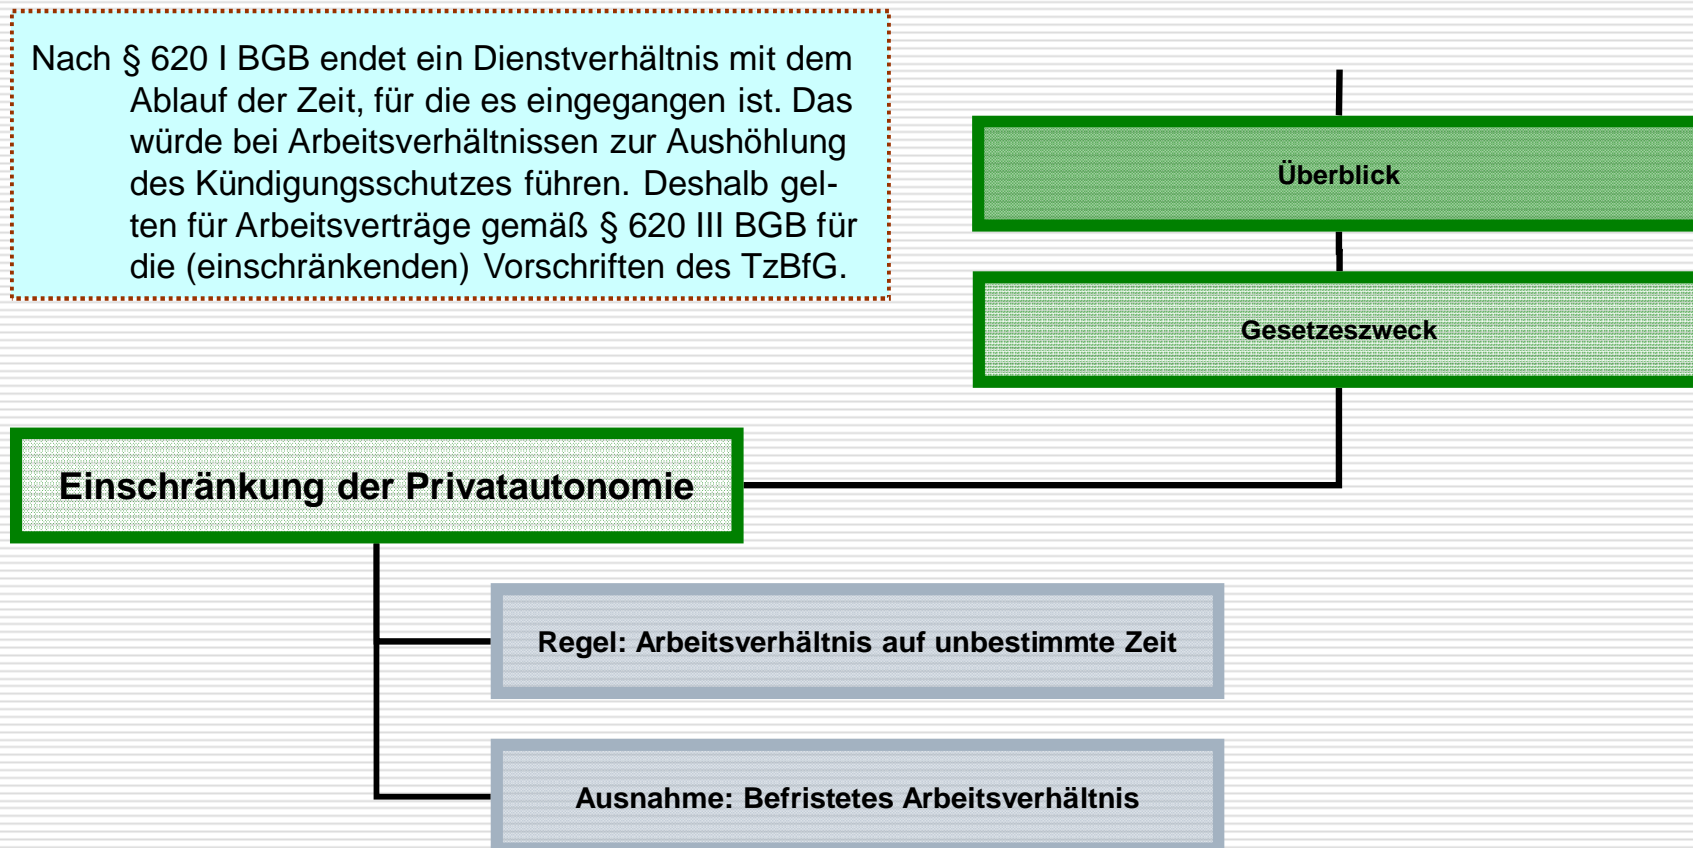 Nach § 620 I BGB endet ein Dienstverhältnis mit dem
Ablauf der Zeit, für die es eingegangen ist. Das
würde bei Arbeitsverhältnissen zur Aushöhlung
des Kündigungsschutzes führen. Deshalb gel-
ten für Arbeitsverträge gemäß § 620 III BGB für
die (einschränkenden) Vorschriften des TzBfG.
Überblick
Gesetzeszweck
Einschränkung der Privatautonomie
Regel: Arbeitsverhältnis auf unbestimmte Zeit
Ausnahme: Befristetes Arbeitsverhältnis